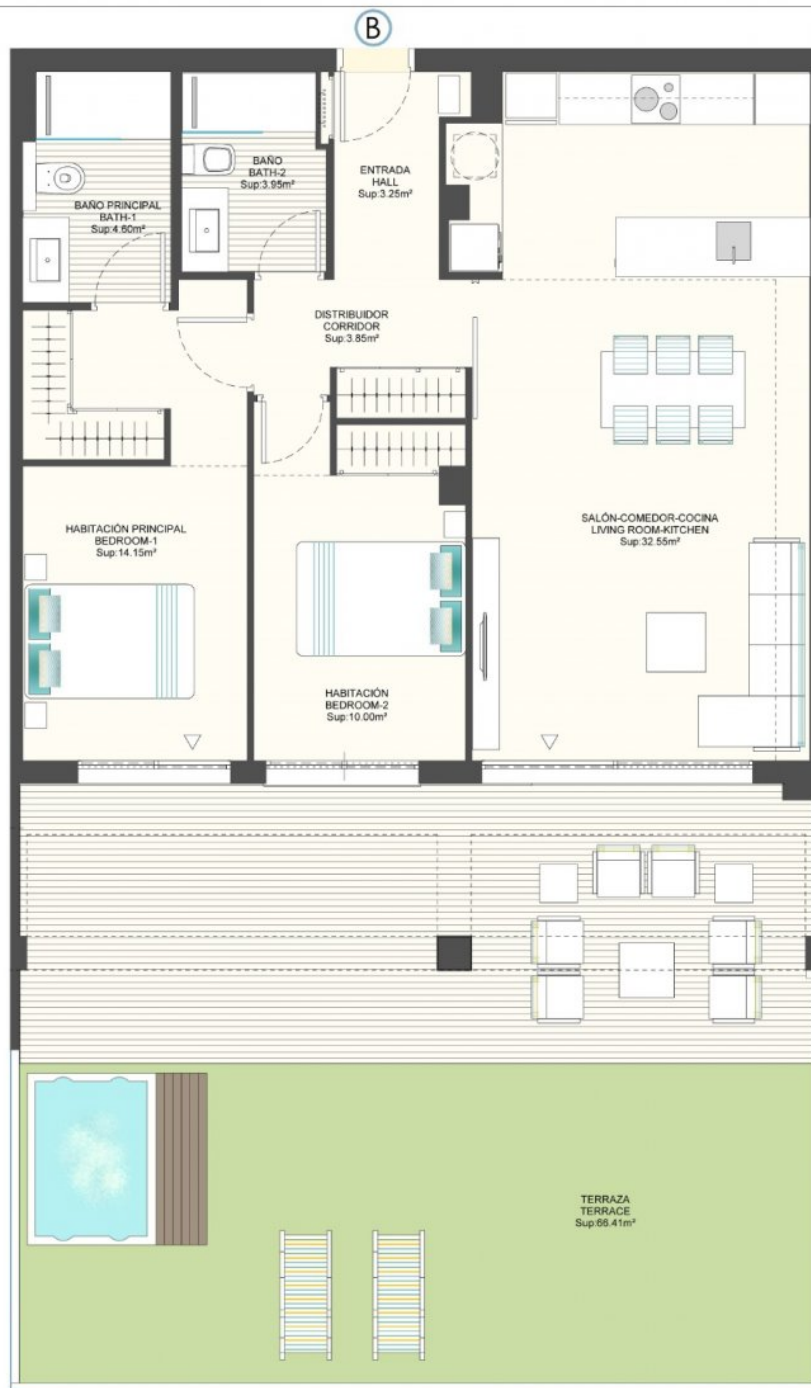 B
BAÑO
BATH-2
Sup:3.95m²
ENTRADA
HALL
Sup:3.25m²
BAÑO PRINCIPAL
BATH-1
Sup:4.60m²
DISTRIBUIDOR
CORRIDOR
Sup:3.85m²
HABITACIÓN PRINCIPAL
BEDROOM-1
Sup:14.15m²
SALÓN-COMEDOR-COCINA
LIVING ROOM-KITCHEN
Sup:32.55m²
HABITACIÓN
BEDROOM-2
Sup:10.00m²
TERRAZA
TERRACE
Sup:66.41m²